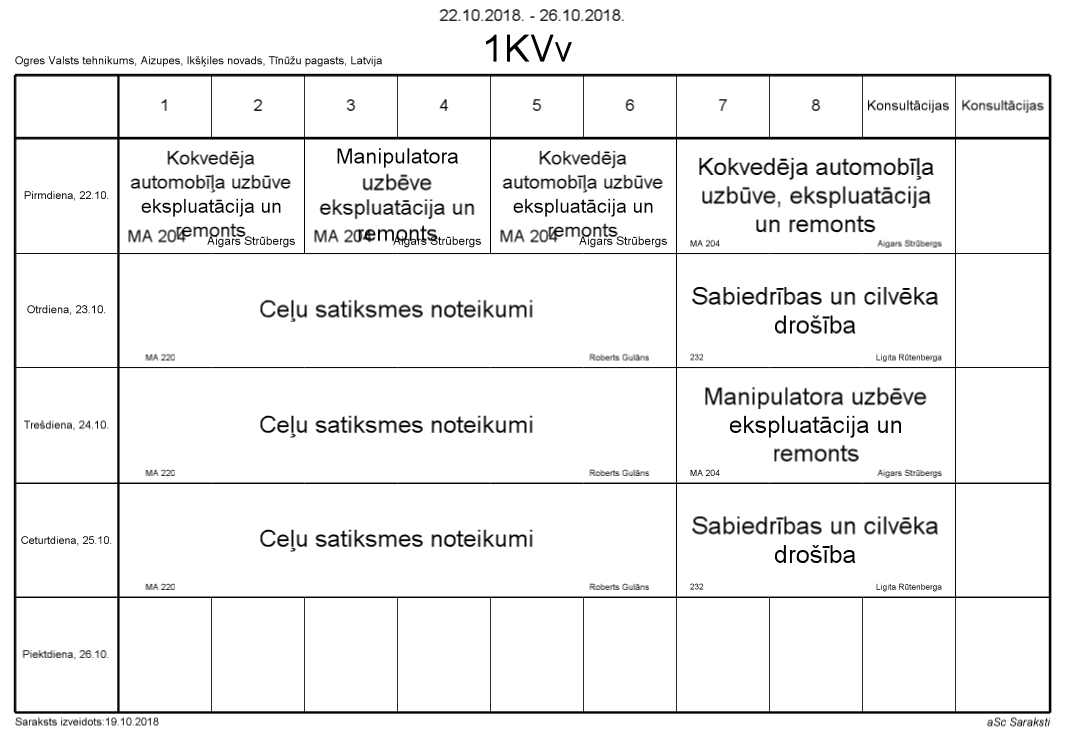 22.10.2018. - 26.10.2018.
1KVv
Ogres Valsts tehnikums, Aizupes, Ikšķiles novads, Tīnūžu pagasts, Latvija
1 2 3 4 5 6 7 8 Konsultācijas Konsultācijas
Pirmdiena, 22.10.
Kokvedēja
automobīļa uzbūve
ekspluatācija un
remonts
MA 204 Aigars Strūbergs
Manipulatora
uzbēve
ekspluatācija un
remonts
MA 204 Aigars Strūbergs
Kokvedēja
automobīļa uzbūve
ekspluatācija un
remonts
MA 204 Aigars Strūbergs
Kokvedēja automobīļa
uzbūve, ekspluatācija
un remonts
MA 204 Aigars Strūbergs
Otrdiena, 23.10.
Ceļu satiksmes noteikumi
MA 220 Roberts Gulāns
Sabiedrības un cilvēka
drošība
232 Ligita Rūtenberga
Trešdiena, 24.10.
Ceļu satiksmes noteikumi
MA 220 Roberts Gulāns
Manipulatora uzbēve
ekspluatācija un
remonts
MA 204 Aigars Strūbergs
Ceturtdiena, 25.10.
Ceļu satiksmes noteikumi
MA 220 Roberts Gulāns
Sabiedrības un cilvēka
drošība
232 Ligita Rūtenberga
Piektdiena, 26.10.
Saraksts izveidots:19.10.2018 aSc Saraksti